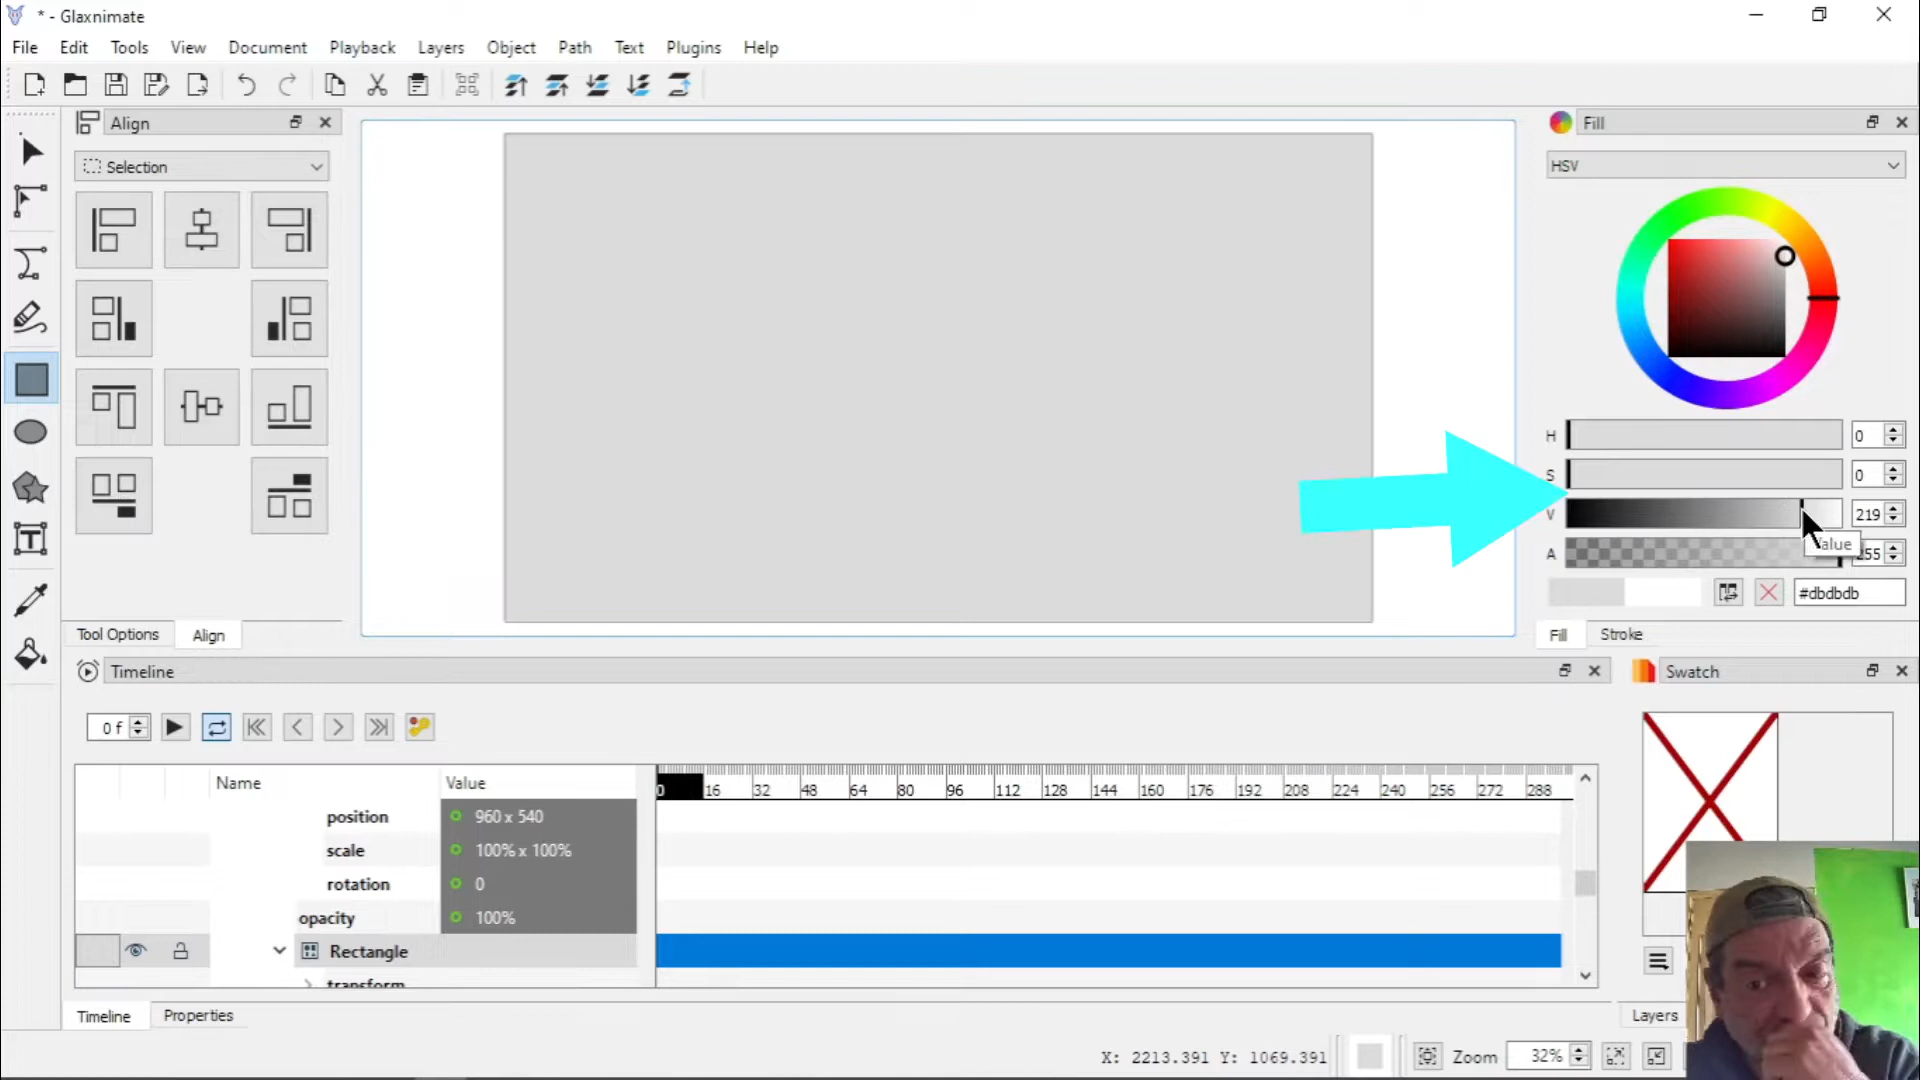 * - Glaxnimate
File Edit Tools View Document Playback Layers Object Path Text Plugins Help
Align
Fill
Selection
HSV
H 0
S 0
V 219
Value
A 255
#dbdbdb
Tool Options Align
Fill Stroke
Timeline
Swatch
0 f
Name Value
0 16 32 48 64 80 96 112 128 144 160 176 192 208 224 240 256 272 288
position 960 x 540
scale 100% x 100%
rotation 0
opacity 100%
Rectangle
transform
Timeline Properties
Layers
X: 2213.391 Y: 1069.391
Zoom 32%